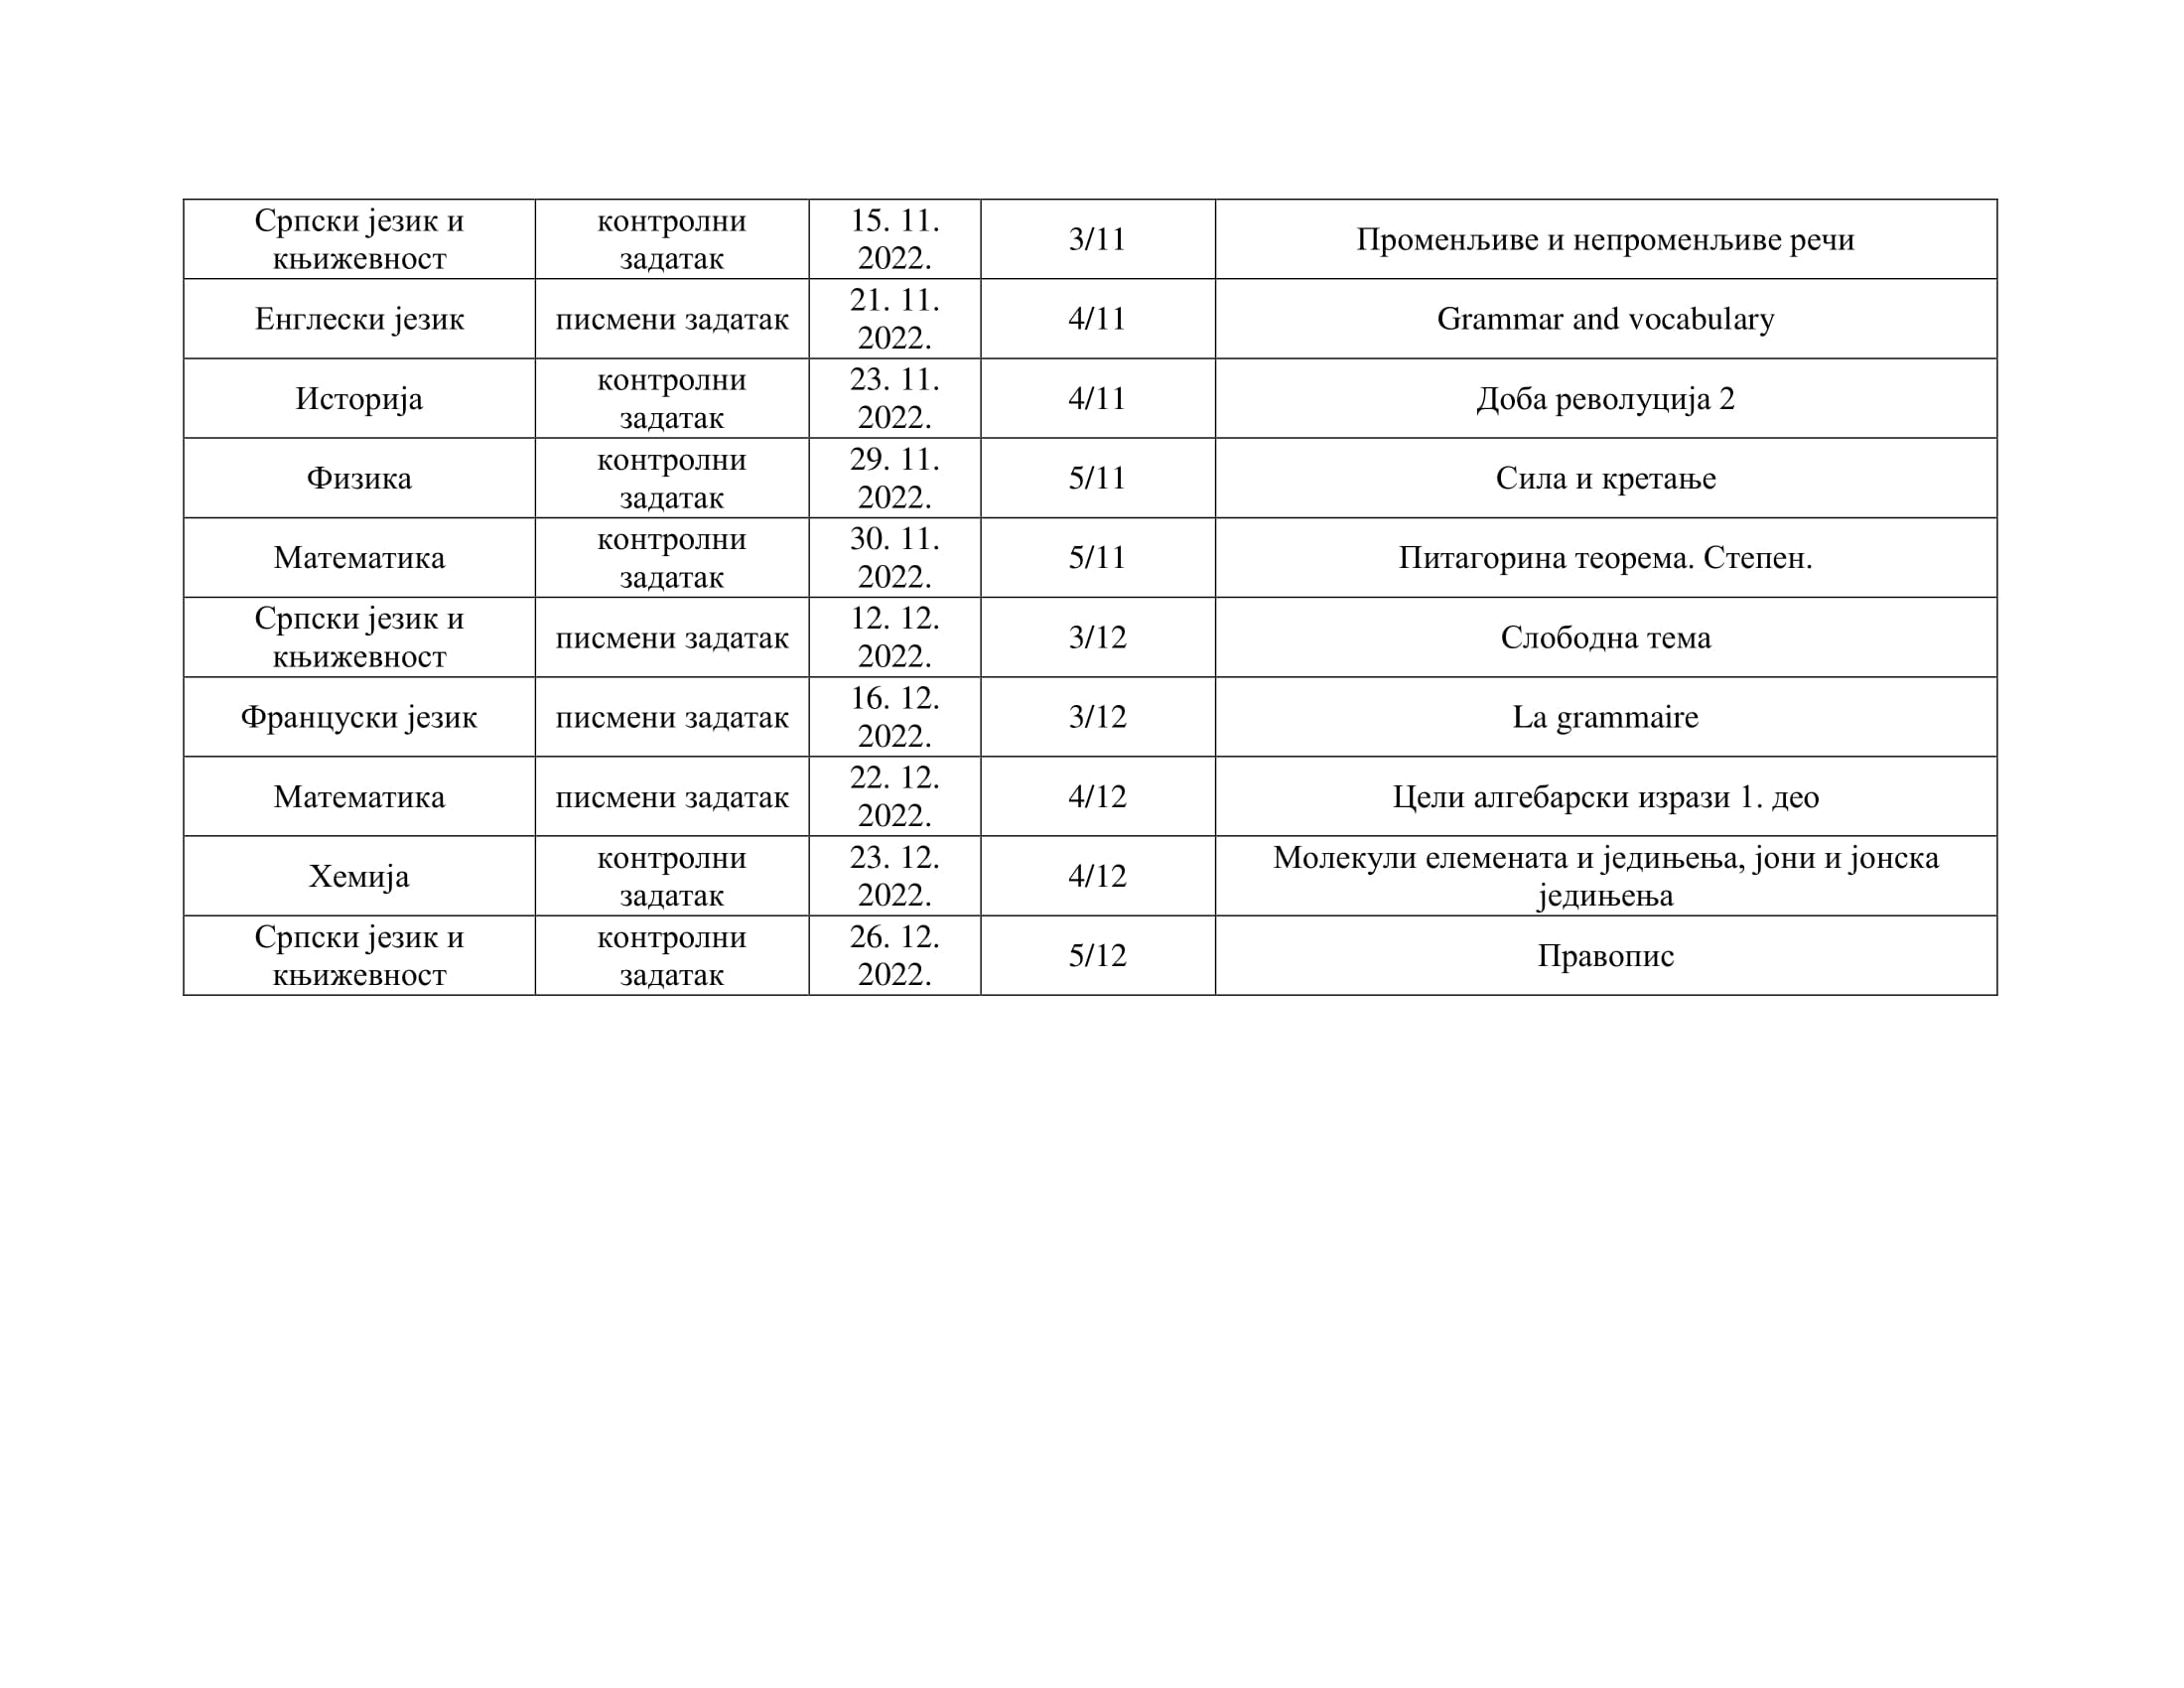 Српски језик и
књижевност
контролни
задатак
15. 11.
2022.
3/11
Променљиве и непроменљиве речи
Енглески језик
писмени задатак
21. 11.
2022.
4/11
Grammar and vocabulary
Историја
контролни
задатак
23. 11.
2022.
4/11
Доба револуција 2
Физика
контролни
задатак
29. 11.
2022.
5/11
Сила и кретање
Математика
контролни
задатак
30. 11.
2022.
5/11
Питагорина теорема. Степен.
Српски језик и
књижевност
писмени задатак
12. 12.
2022.
3/12
Слободна тема
Француски језик
писмени задатак
16. 12.
2022.
3/12
La grammaire
Математика
писмени задатак
22. 12.
2022.
4/12
Цели алгебарски изрази 1. део
Хемија
контролни
задатак
23. 12.
2022.
4/12
Молекули елемената и једињења, јони и јонска
једињења
Српски језик и
књижевност
контролни
задатак
26. 12.
2022.
5/12
Правопис